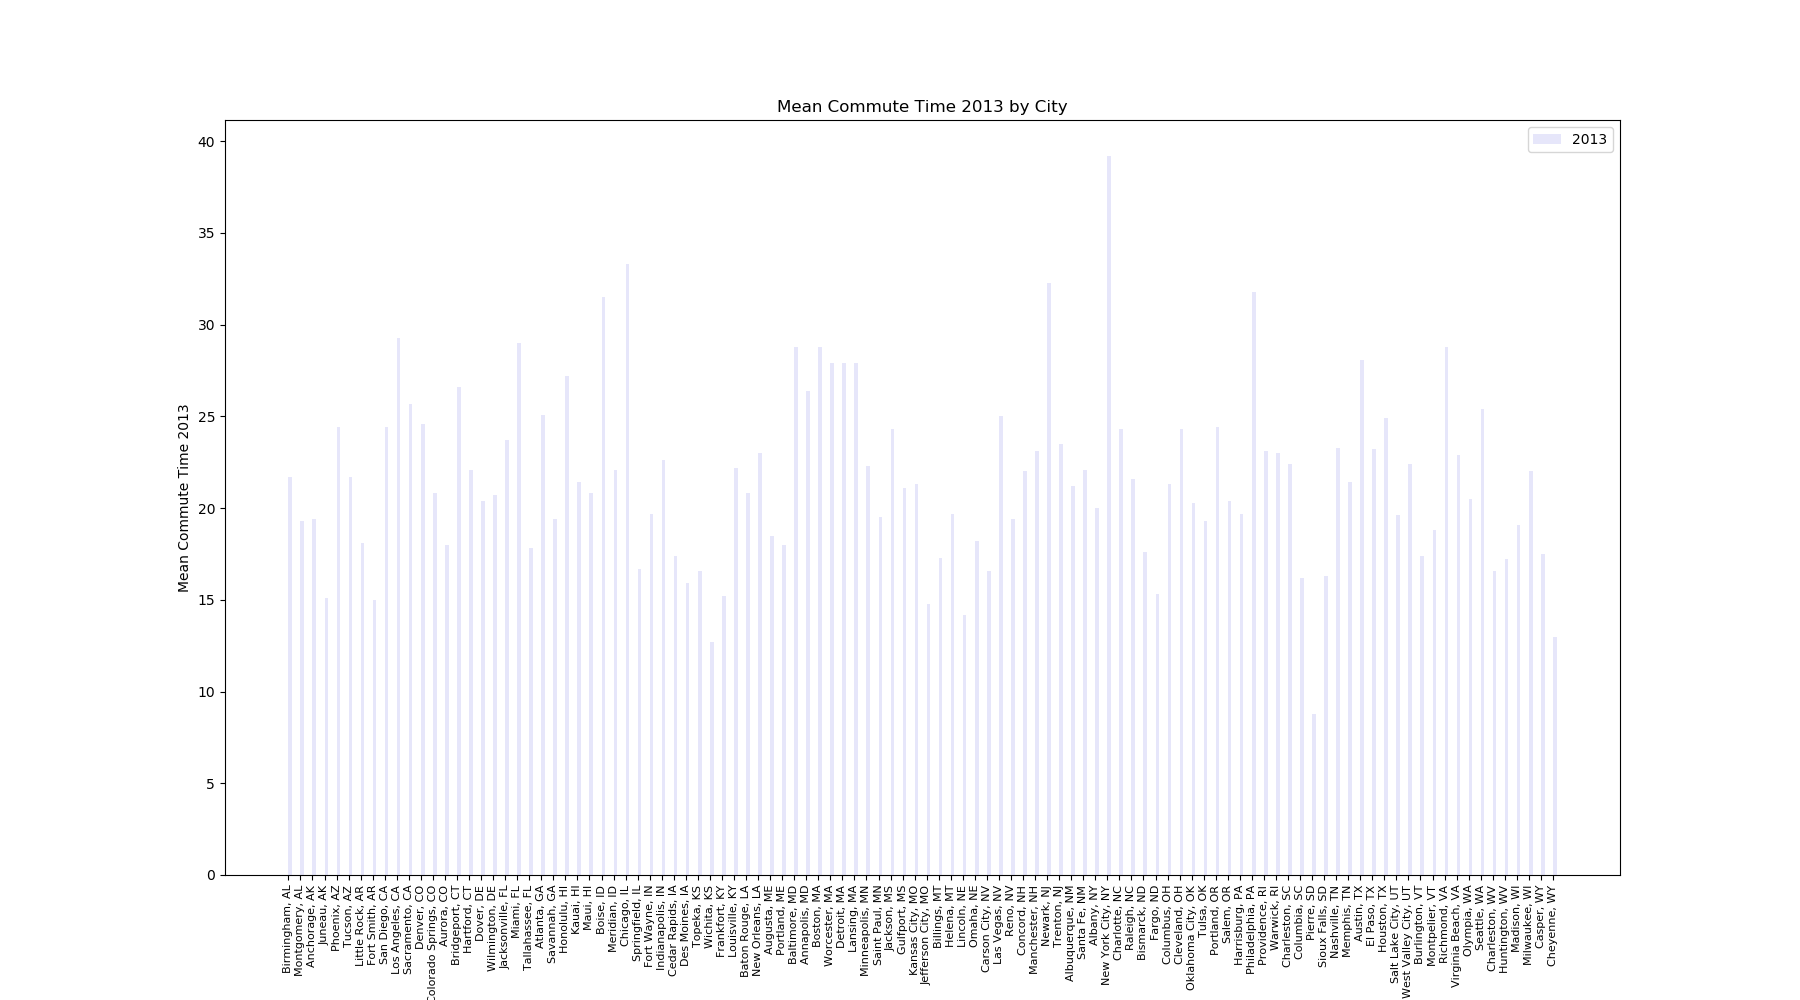 Mean Commute Time 2013 by City
2013
Mean Commute Time 2013
40
35
30
25
20
15
10
5
0
Birmingham, AL
Montgomery, AL
Anchorage, AK
Juneau, AK
Phoenix, AZ
Tucson, AZ
Little Rock, AR
Fort Smith, AR
San Diego, CA
Los Angeles, CA
Sacramento, CA
Denver, CO
Colorado Springs, CO
Aurora, CO
Bridgeport, CT
Hartford, CT
Dover, DE
Wilmington, DE
Jacksonville, FL
Miami, FL
Tallahassee, FL
Atlanta, GA
Savannah, GA
Honolulu, HI
Kauai, HI
Maui, HI
Boise, ID
Meridian, ID
Chicago, IL
Springfield, IL
Fort Wayne, IN
Indianapolis, IN
Cedar Rapids, IA
Des Moines, IA
Topeka, KS
Wichita, KS
Frankfort, KY
Louisville, KY
Baton Rouge, LA
New Orleans, LA
Augusta, ME
Portland, ME
Baltimore, MD
Annapolis, MD
Boston, MA
Worcester, MA
Detroit, MA
Lansing, MA
Minneapolis, MN
Saint Paul, MN
Jackson, MS
Gulfport, MS
Kansas City, MO
Jefferson City, MO
Billings, MT
Helena, MT
Lincoln, NE
Omaha, NE
Carson City, NV
Las Vegas, NV
Reno, NV
Concord, NH
Manchester, NH
Newark, NJ
Trenton, NJ
Albuquerque, NM
Santa Fe, NM
Albany, NY
New York City, NY
Charlotte, NC
Raleigh, NC
Bismarck, ND
Fargo, ND
Columbus, OH
Cleveland, OH
Oklahoma City, OK
Tulsa, OK
Portland, OR
Salem, OR
Harrisburg, PA
Philadelphia, PA
Providence, RI
Warwick, RI
Charleston, SC
Columbia, SC
Pierre, SD
Sioux Falls, SD
Nashville, TN
Memphis, TN
Austin, TX
El Paso, TX
Houston, TX
Salt Lake City, UT
West Valley City, UT
Burlington, VT
Montpelier, VT
Richmond, VA
Virginia Beach, VA
Olympia, WA
Seattle, WA
Charleston, WV
Huntington, WV
Madison, WI
Milwaukee, WI
Casper, WY
Cheyenne, WY